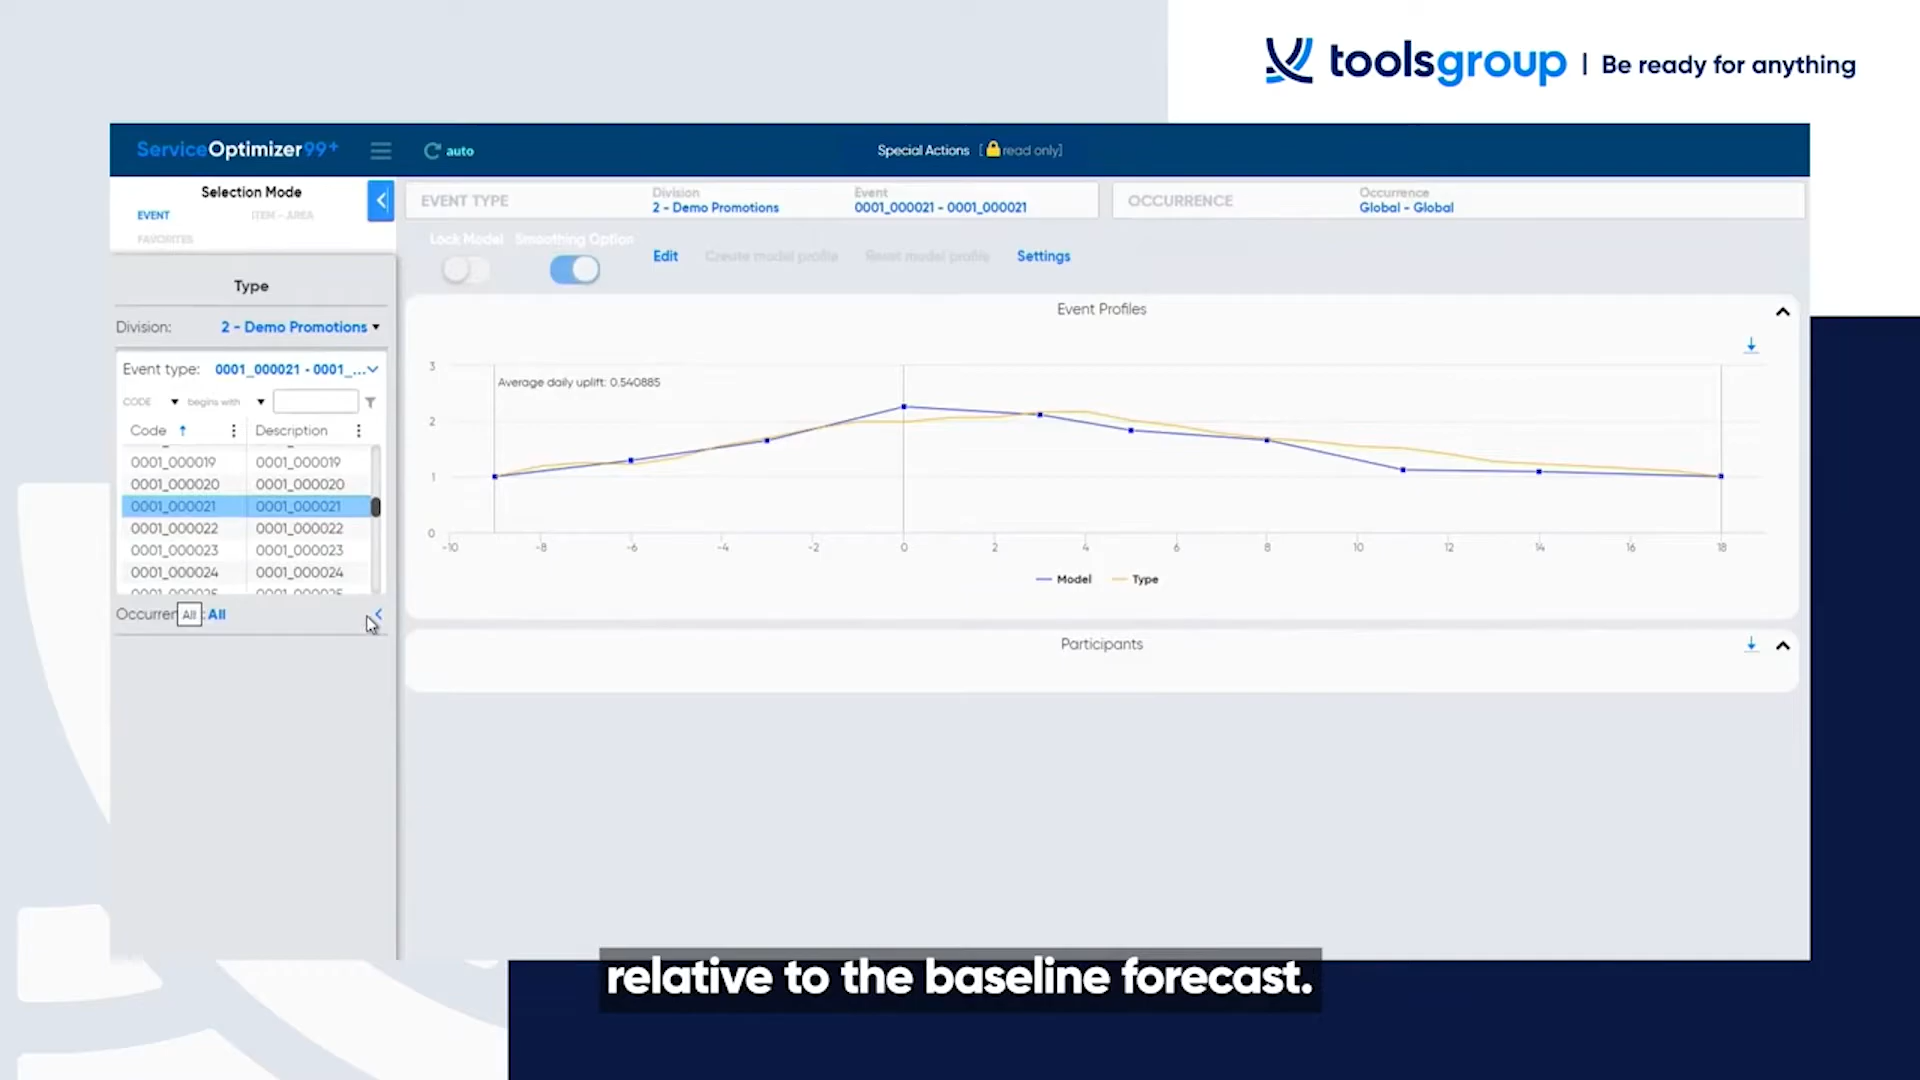 toolsgroup | Be ready for anything
ServiceOptimizer99+
auto
Special Actions [ read only]
Selection Mode
EVENT
ITEM - AREA
FAVORITES
EVENT TYPE
Division
2 - Demo Promotions
Event
0001_000021 - 0001_000021
OCCURRENCE
Occurrence
Global - Global
Lock Model
Smoothing Option
Edit
Create model profile
Reset model profile
Settings
Type
Division: 2 - Demo Promotions
Event type: 0001_000021 - 0001_...
CODE begins with
Code Description
0001_000019 0001_000019
0001_000020 0001_000020
0001_000021 0001_000021
0001_000022 0001_000022
0001_000023 0001_000023
0001_000024 0001_000024
0001_000025 0001_000025
Occurren All : All
Event Profiles
Average daily uplift: 0.540885
3
2
1
0
-10 -8 -6 -4 -2 0 2 4 6 8 10 12 14 16 18
Model Type
Participants
relative to the baseline forecast.